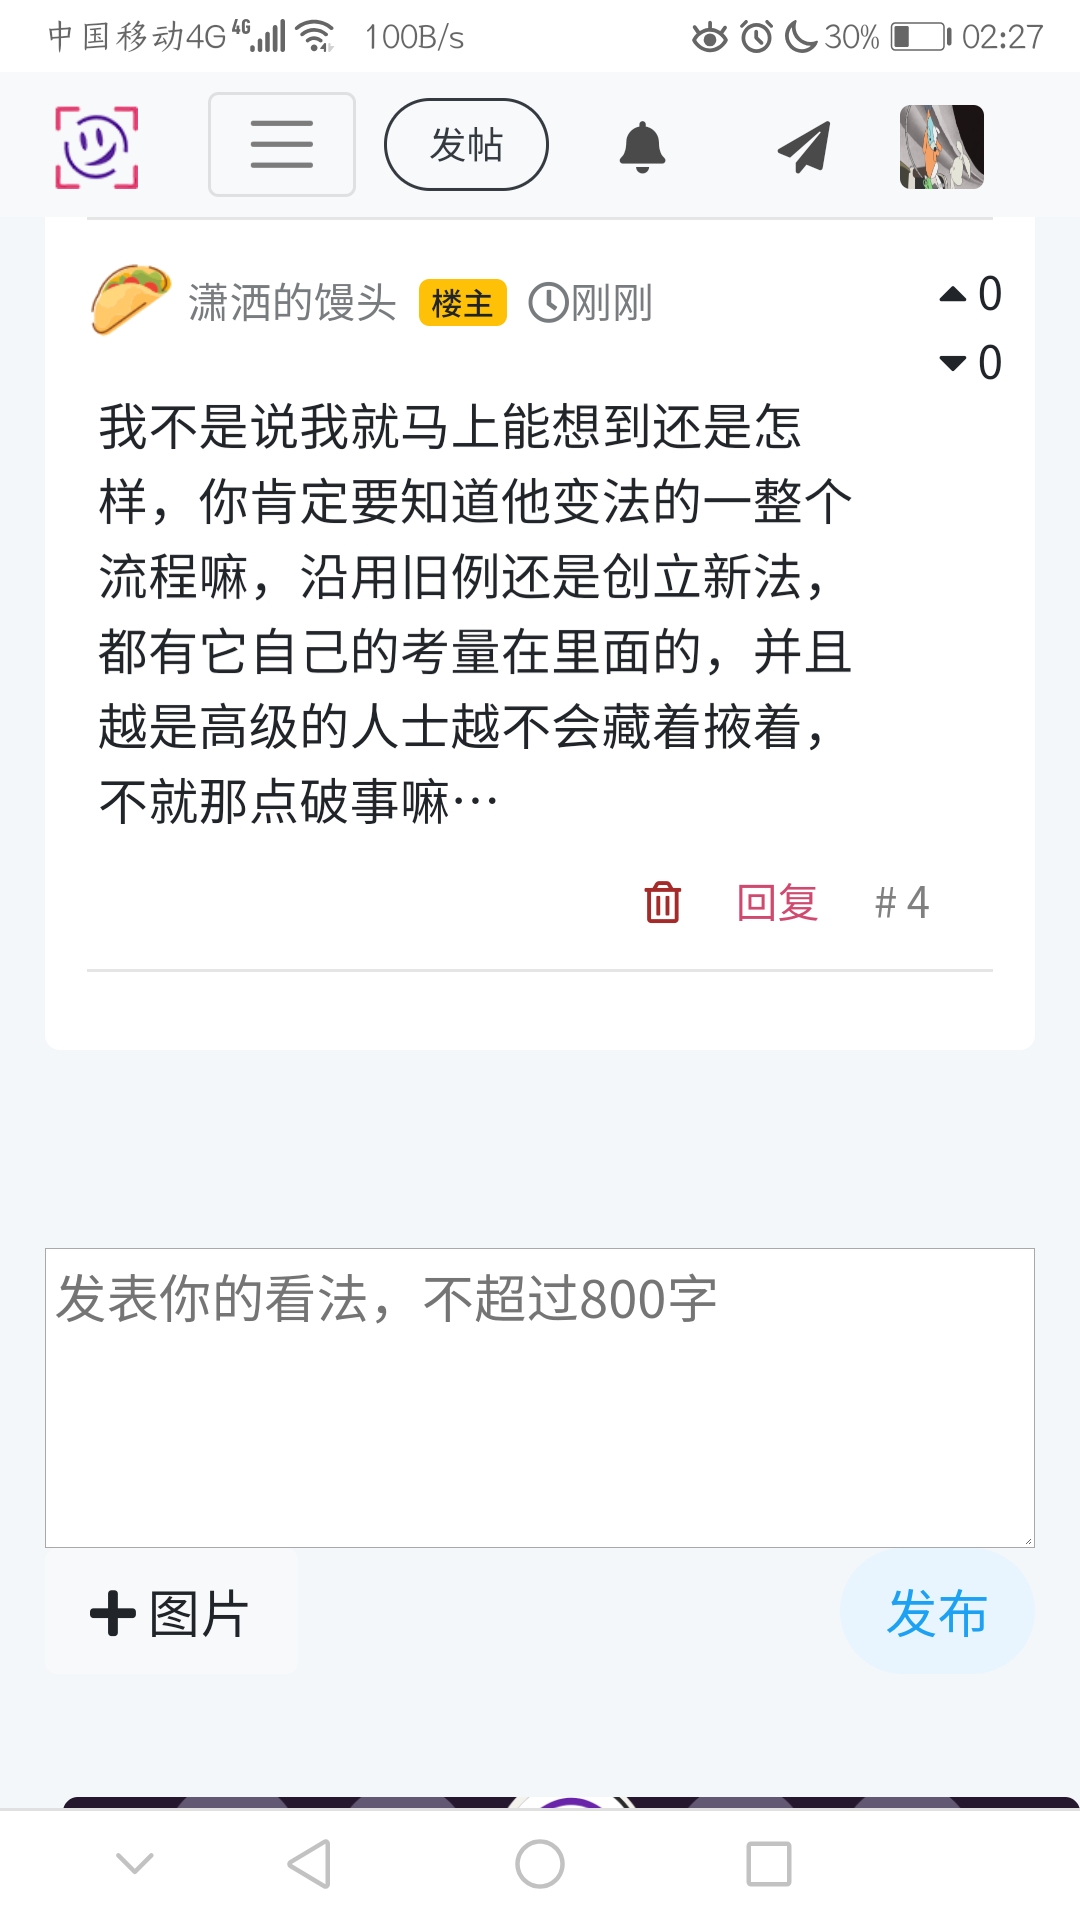 中国移动4G 4G 100B/s 30% 02:27
发帖
潇洒的馒头 楼主 刚刚 0
0
我不是说我就马上能想到还是怎
样，你肯定要知道他变法的一整个
流程嘛，沿用旧例还是创立新法，
都有它自己的考量在里面的，并且
越是高级的人士越不会藏着掖着，
不就那点破事嘛…
回复 # 4
发表你的看法，不超过800字
图片 发布